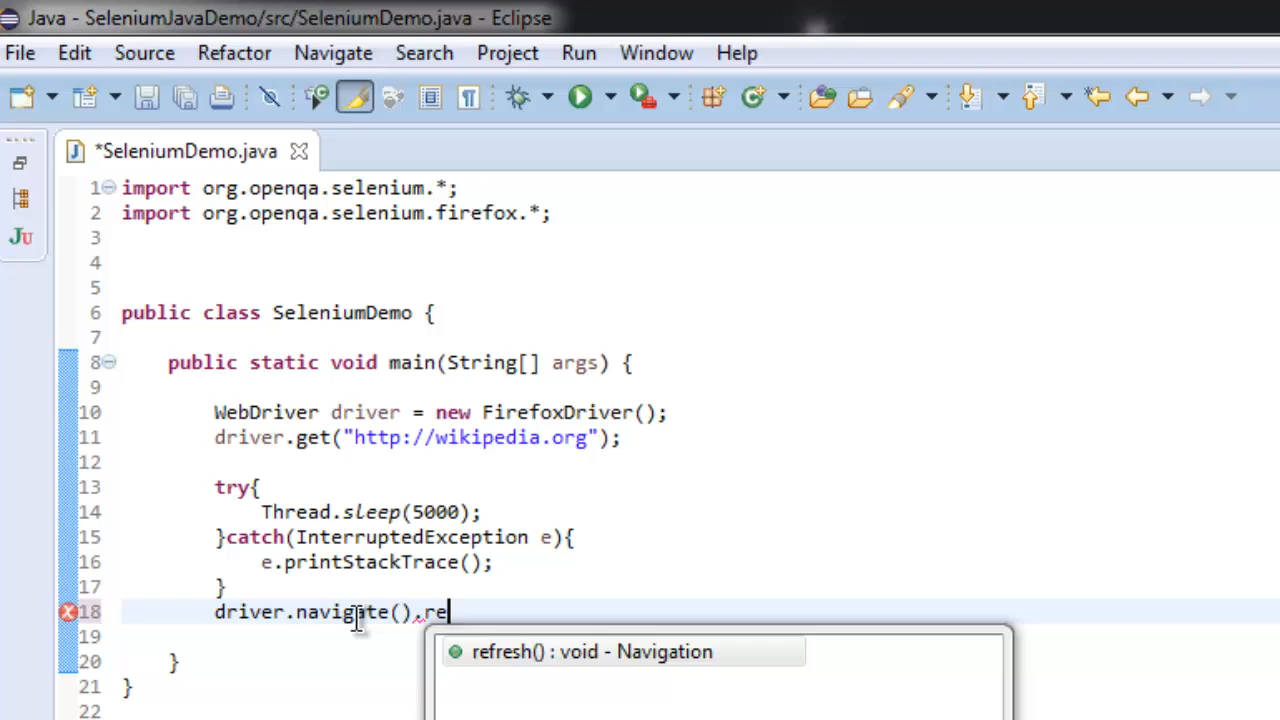 Java - SeleniumJavaDemo/src/SeleniumDemo.java - Eclipse
File Edit Source Refactor Navigate Search Project Run Window Help
*SeleniumDemo.java
JU
1 import org.openqa.selenium.*;
2 import org.openqa.selenium.firefox.*;
3
4
5
6 public class SeleniumDemo {
7
8 public static void main(String[] args) {
9
10 WebDriver driver = new FirefoxDriver();
11 driver.get("http://wikipedia.org");
12
13 try{
14 Thread.sleep(5000);
15 }catch(InterruptedException e){
16 e.printStackTrace();
17 }
18 driver.navigate().re
19
refresh() : void - Navigation
20 }
21 }
22